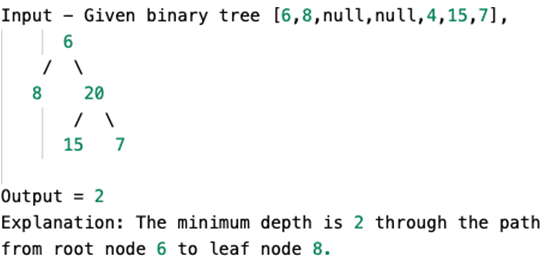 Input – Given binary tree [6,8,null,null,4,15,7],
6
/ \
8 20
/ \
15 7
Output = 2
Explanation: The minimum depth is 2 through the path
from root node 6 to leaf node 8.